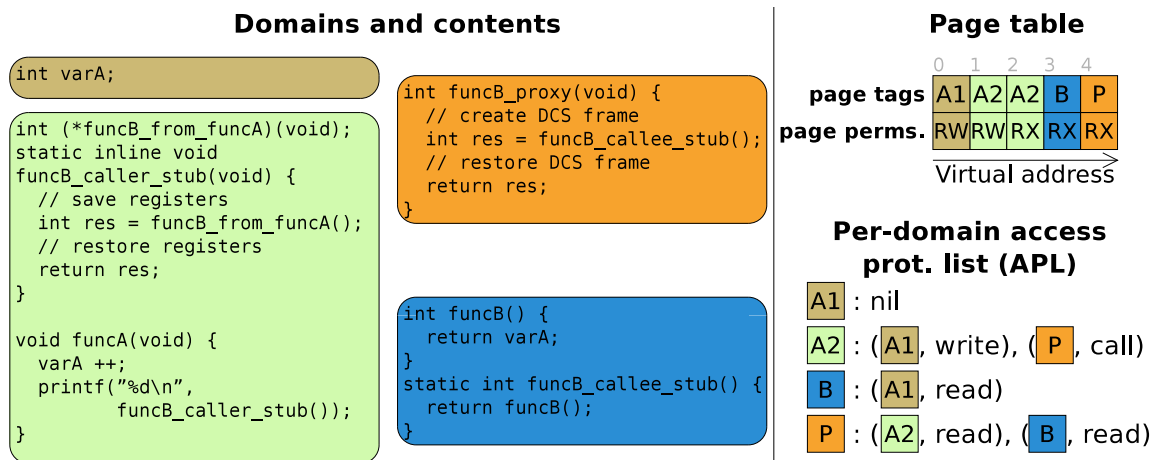 Domains and contents
int varA;
int (*funcB_from_funcA)(void);
static inline void
funcB_caller_stub(void) {
  // save registers
  int res = funcB_from_funcA();
  // restore registers
  return res;
}
void funcA(void) {
  varA ++;
  printf(”%d\n”,
         funcB_caller_stub());
}
int funcB_proxy(void) {
  // create DCS frame
  int res = funcB_callee_stub();
  // restore DCS frame
  return res;
}
int funcB() {
  return varA;
}
static int funcB_callee_stub() {
  return funcB();
}
Page table
0 1 2 3 4
page tags A1 A2 A2 B P
page perms. RW RW RX RX RX
Virtual address
Per-domain access
prot. list (APL)
A1 : nil
A2 : (A1, write), (P, call)
B : (A1, read)
P : (A2, read), (B, read)